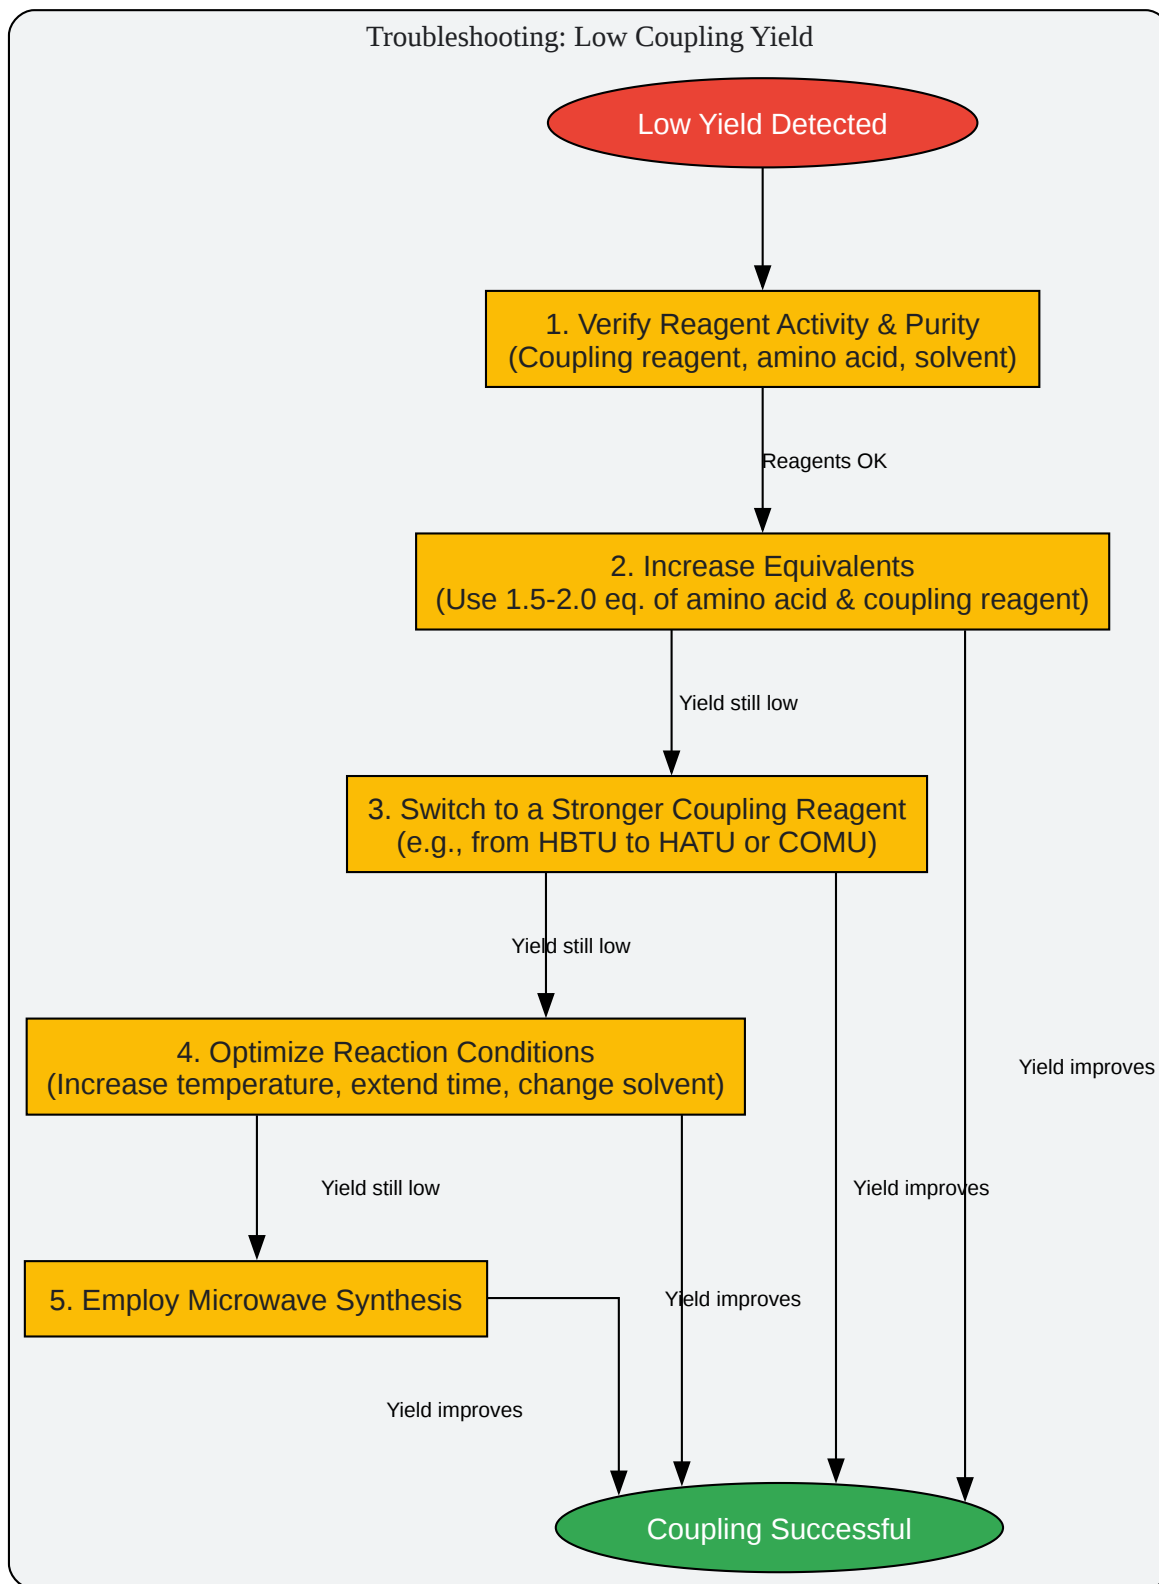 Troubleshooting: Low Coupling Yield
Low Yield Detected
1. Verify Reagent Activity & Purity
(Coupling reagent, amino acid, solvent)
Reagents OK
2. Increase Equivalents
(Use 1.5-2.0 eq. of amino acid & coupling reagent)
Yield still low
3. Switch to a Stronger Coupling Reagent
(e.g., from HBTU to HATU or COMU)
Yield still low
4. Optimize Reaction Conditions
(Increase temperature, extend time, change solvent)
Yield improves
Yield still low
Yield improves
5. Employ Microwave Synthesis
Yield improves
Yield improves
Coupling Successful